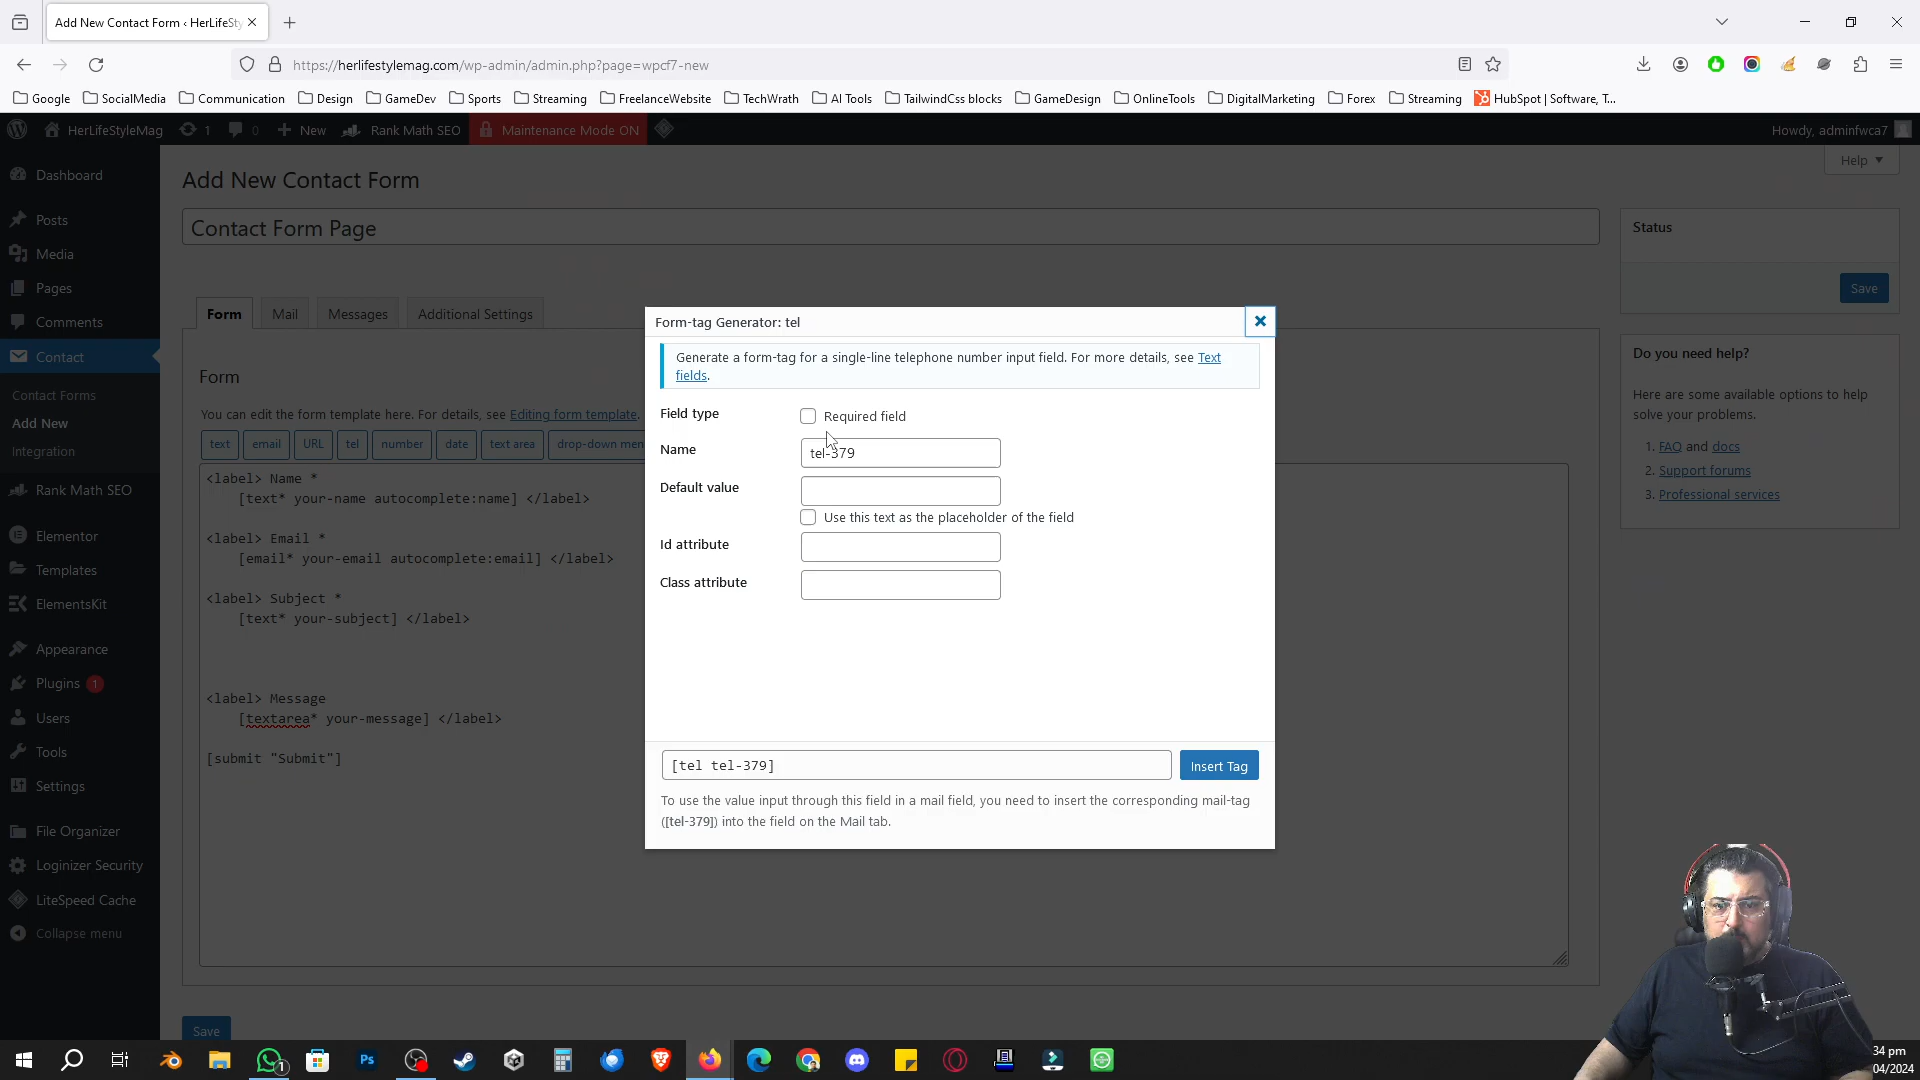 Add New Contact Form ‹ HerLifeSty
https://herlifestylemag.com/wp-admin/admin.php?page=wpcf7-new
Google SocialMedia Communication Design GameDev Sports Streaming FreelanceWebsite TechWrath AI Tools TailwindCss blocks GameDesign OnlineTools DigitalMarketing Forex Streaming HubSpot | Software, T...
HerLifeStyleMag 1 0 New Rank Math SEO Maintenance Mode ON Howdy, adminfwca7
Help
Dashboard
Posts
Media
Pages
Comments
Contact
Contact Forms
Add New
Integration
Rank Math SEO
Elementor
Templates
ElementsKit
Appearance
Plugins 1
Users
Tools
Settings
File Organizer
Loginizer Security
LiteSpeed Cache
Collapse menu
Add New Contact Form
Contact Form Page
Form Mail Messages Additional Settings
Form
You can edit the form template here. For details, see Editing form template.
text email URL tel number date text area drop-down men
<label> Name *
[text* your-name autocomplete:name] </label>
<label> Email *
[email* your-email autocomplete:email] </label>
<label> Subject *
[text* your-subject] </label>
<label> Message
[textarea* your-message] </label>
[submit "Submit"]
Save
Form-tag Generator: tel
Generate a form-tag for a single-line telephone number input field. For more details, see Text
fields.
Field type Required field
Name tel-379
Default value
Use this text as the placeholder of the field
Id attribute
Class attribute
[tel tel-379] Insert Tag
To use the value input through this field in a mail field, you need to insert the corresponding mail-tag
([tel-379]) into the field on the Mail tab.
Status
Save
Do you need help?
Here are some available options to help
solve your problems.
1. FAQ and docs
2. Support forums
3. Professional services
1
Ps
34 pm
04/2024